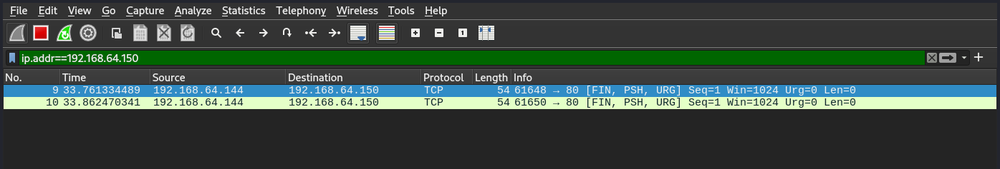 File Edit View Go Capture Analyze Statistics Telephony Wireless Tools Help
1
ip.addr==192.168.64.150
No. Time Source Destination Protocol Length Info
9 33.761334489 192.168.64.144 192.168.64.150 TCP 54 61648 → 80 [FIN, PSH, URG] Seq=1 Win=1024 Urg=0 Len=0
10 33.862470341 192.168.64.144 192.168.64.150 TCP 54 61650 → 80 [FIN, PSH, URG] Seq=1 Win=1024 Urg=0 Len=0